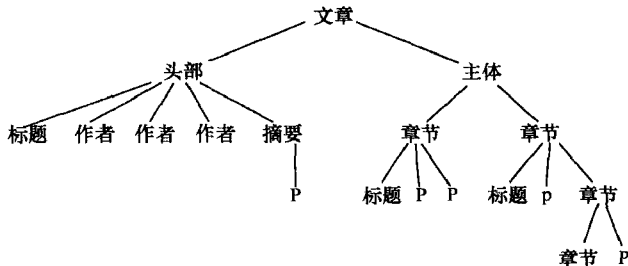 文章
头部 主体
标题 作者 作者 作者 摘要 章节 章节
P 标题 P P 标题 p 章节
章节 P